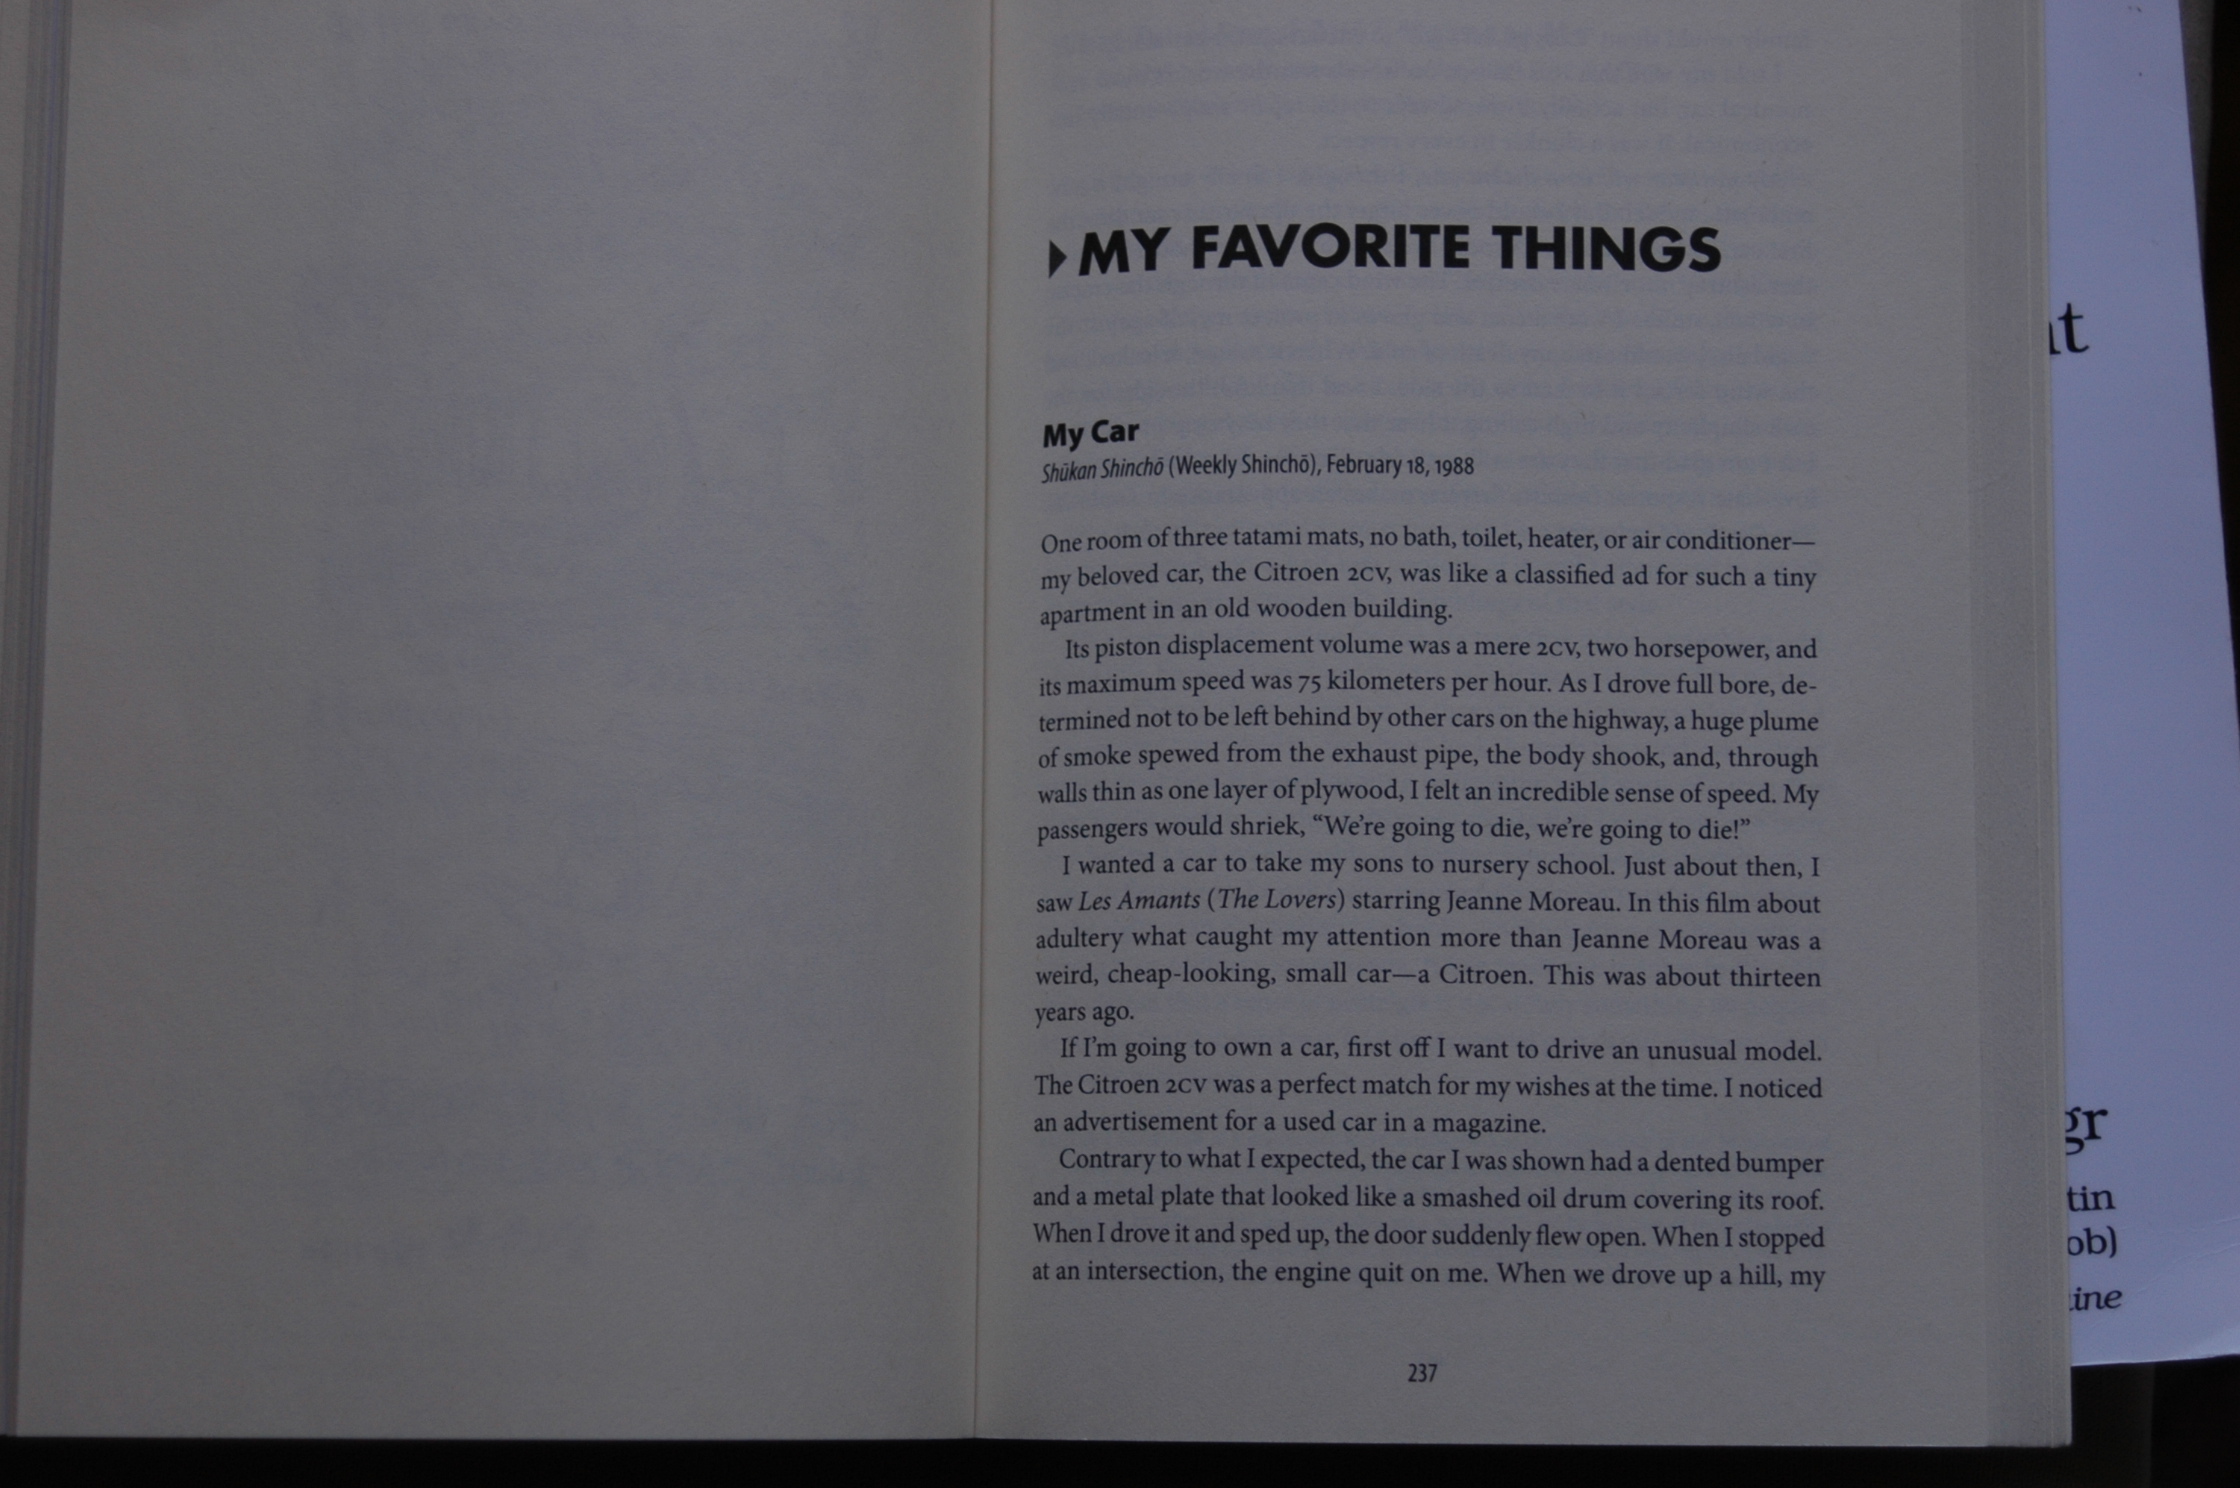 MY FAVORITE THINGS
My Car
Shūkan Shinchō (Weekly Shinchō), February 18, 1988
One room of three tatami mats, no bath, toilet, heater, or air conditioner—
my beloved car, the Citroen 2CV, was like a classified ad for such a tiny
apartment in an old wooden building.
Its piston displacement volume was a mere 2CV, two horsepower, and
its maximum speed was 75 kilometers per hour. As I drove full bore, de-
termined not to be left behind by other cars on the highway, a huge plume
of smoke spewed from the exhaust pipe, the body shook, and, through
walls thin as one layer of plywood, I felt an incredible sense of speed. My
passengers would shriek, “We’re going to die, we’re going to die!”
I wanted a car to take my sons to nursery school. Just about then, I
saw Les Amants (The Lovers) starring Jeanne Moreau. In this film about
adultery what caught my attention more than Jeanne Moreau was a
weird, cheap-looking, small car—a Citroen. This was about thirteen
years ago.
If I’m going to own a car, first off I want to drive an unusual model.
The Citroen 2CV was a perfect match for my wishes at the time. I noticed
an advertisement for a used car in a magazine.
Contrary to what I expected, the car I was shown had a dented bumper
and a metal plate that looked like a smashed oil drum covering its roof.
When I drove it and sped up, the door suddenly flew open. When I stopped
at an intersection, the engine quit on me. When we drove up a hill, my
237
gr
tin
ob)
ine